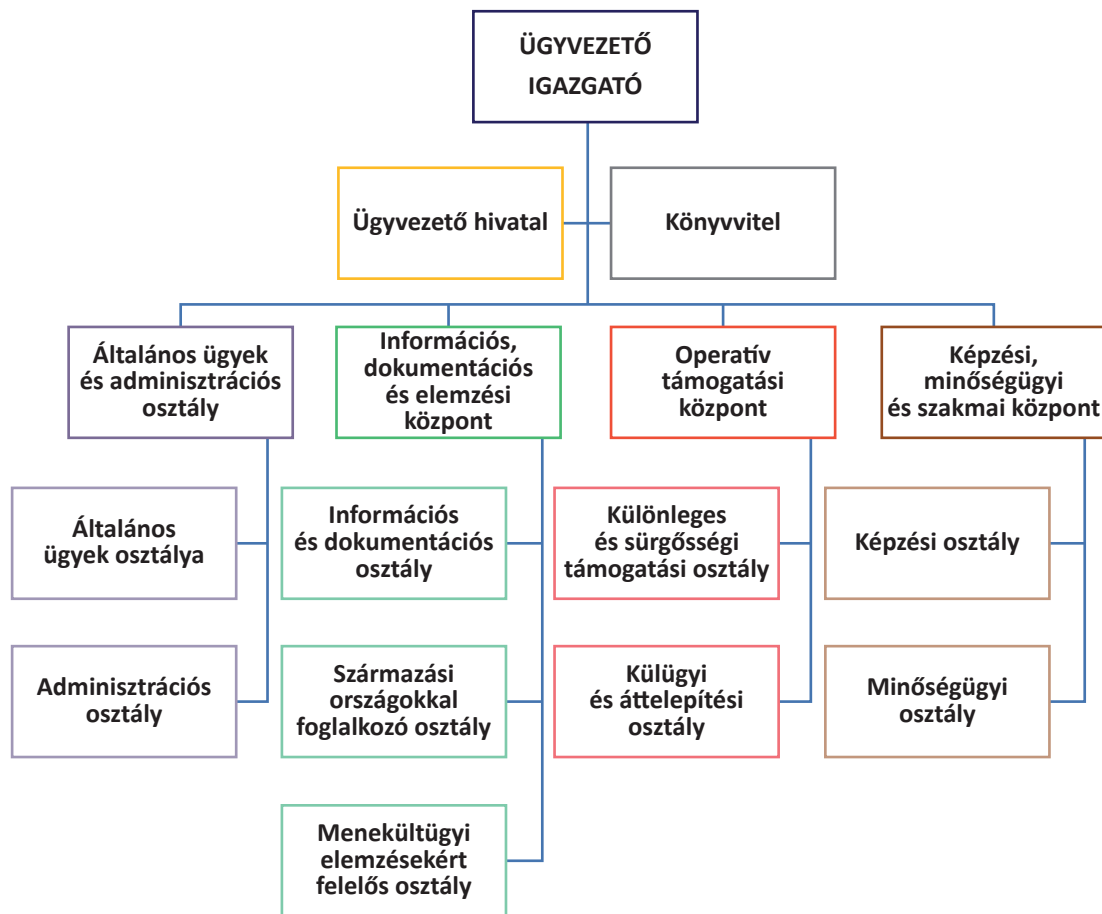 ÜGYVEZETŐ
IGAZGATÓ
Ügyvezető hivatal
Könyvvitel
Általános ügyek
és adminisztrációs
osztály
Információs,
dokumentációs
és elemzési
központ
Operatív
támogatási
központ
Képzési,
minőségügyi
és szakmai központ
Általános
ügyek osztálya
Információs
és dokumentációs
osztály
Különleges
és sürgősségi
támogatási osztály
Képzési osztály
Adminisztrációs
osztály
Származási
országokkal
foglalkozó osztály
Külügyi
és áttelepítési
osztály
Minőségügyi
osztály
Menekültügyi
elemzésekért
felelős osztály